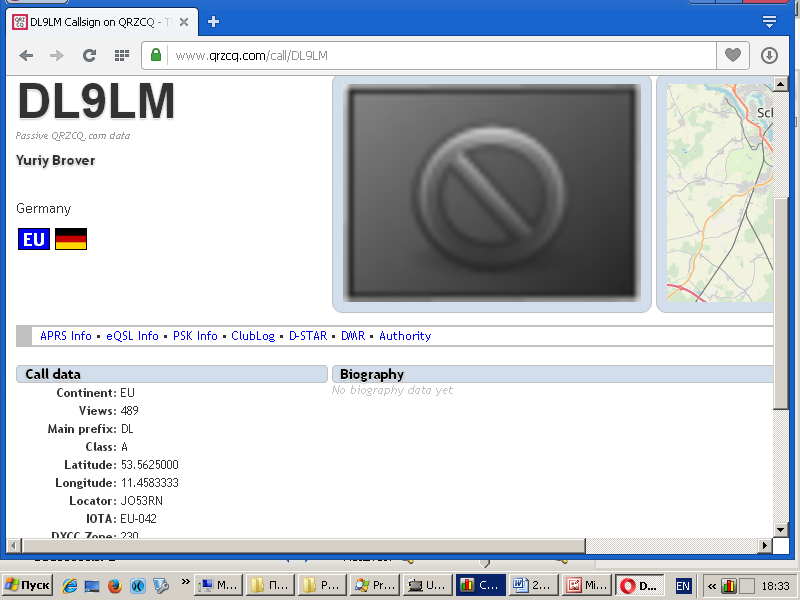 DL9LM Callsign on QRZCQ - T
www.qrzcq.com/call/DL9LM
DL9LM
Passive QRZCQ.com data
Yuriy Brover
Germany
EU
Sch
APRS Info • eQSL Info • PSK Info • ClubLog • D-STAR • DMR • Authority
Call data
Biography
No biography data yet
Continent: EU
Views: 489
Main prefix: DL
Class: A
Latitude: 53.5625000
Longitude: 11.4583333
Locator: JO53RN
IOTA: EU-042
DXCC Zone: 230
Пуск
»
M...
П...
P...
Pr...
U...
C...
2...
Mi...
D...
EN
«
18:33